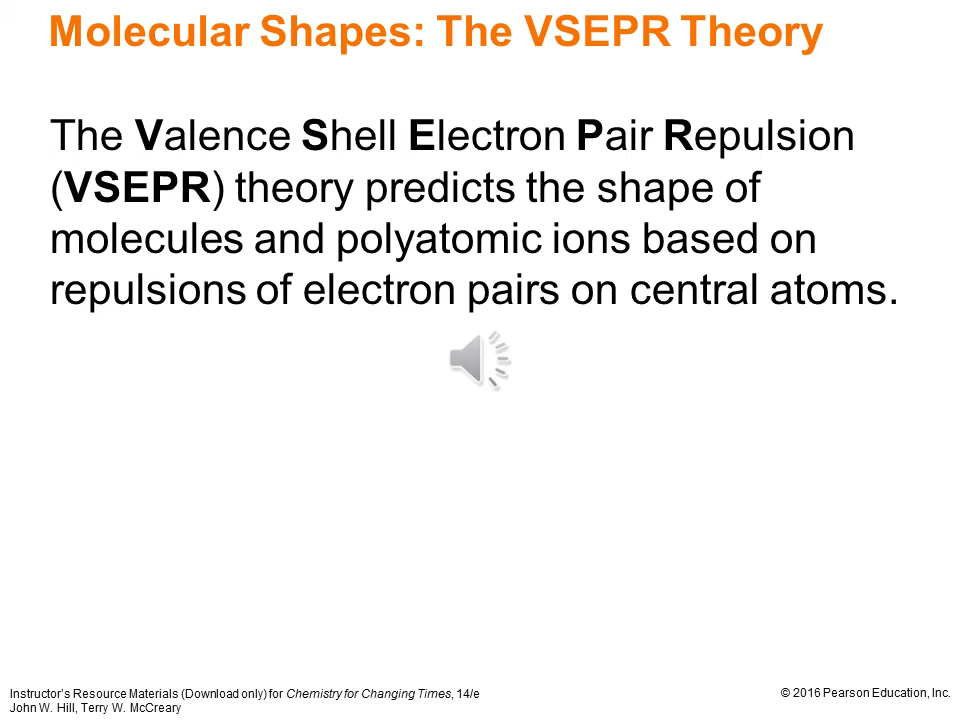 Molecular Shapes: The VSEPR Theory
The Valence Shell Electron Pair Repulsion
(VSEPR) theory predicts the shape of
molecules and polyatomic ions based on
repulsions of electron pairs on central atoms.
Instructor’s Resource Materials (Download only) for Chemistry for Changing Times, 14/e
John W. Hill, Terry W. McCreary
© 2016 Pearson Education, Inc.